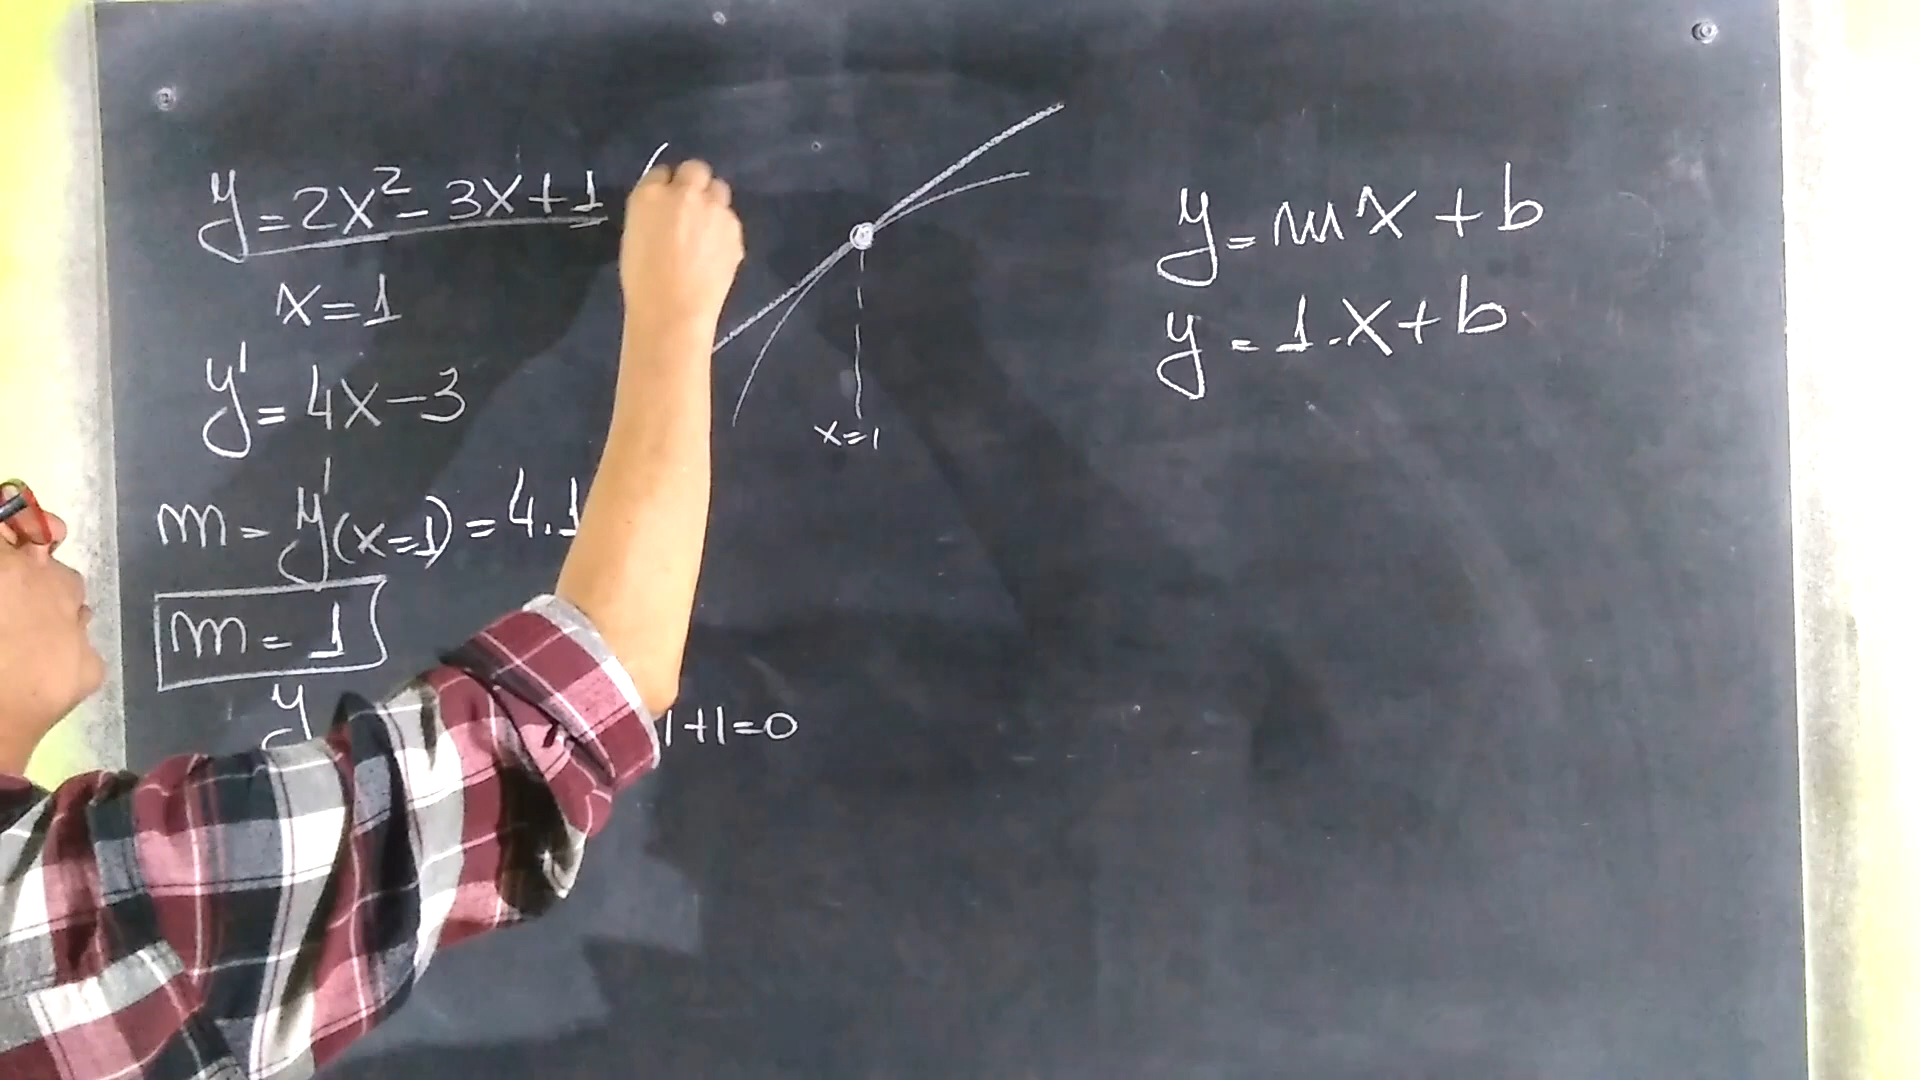 y=2x²-3x+1 (
x=1
y'=4x-3
m=y'(x=1)=4.1
m=1
y 1+1=0
x=1
y=mx+b
y=1.x+b